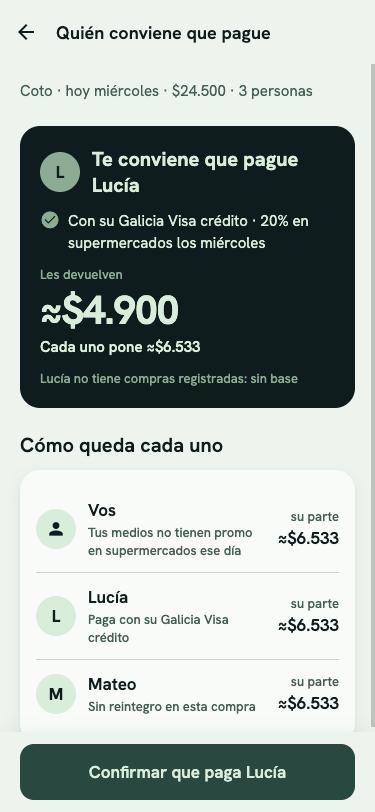 Quién conviene que pague
Coto · hoy miércoles · $24.500 · 3 personas
L
Te conviene que pague
Lucía
Con su Galicia Visa crédito · 20% en
supermercados los miércoles
Les devuelven
≈$4.900
Cada uno pone ≈$6.533
Lucía no tiene compras registradas: sin base
Cómo queda cada uno
Vos
Tus medios no tienen promo
en supermercados ese día
su parte
≈$6.533
L
Lucía
Paga con su Galicia Visa
crédito
su parte
≈$6.533
M
Mateo
Sin reintegro en esta compra
su parte
≈$6.533
Confirmar que paga Lucía